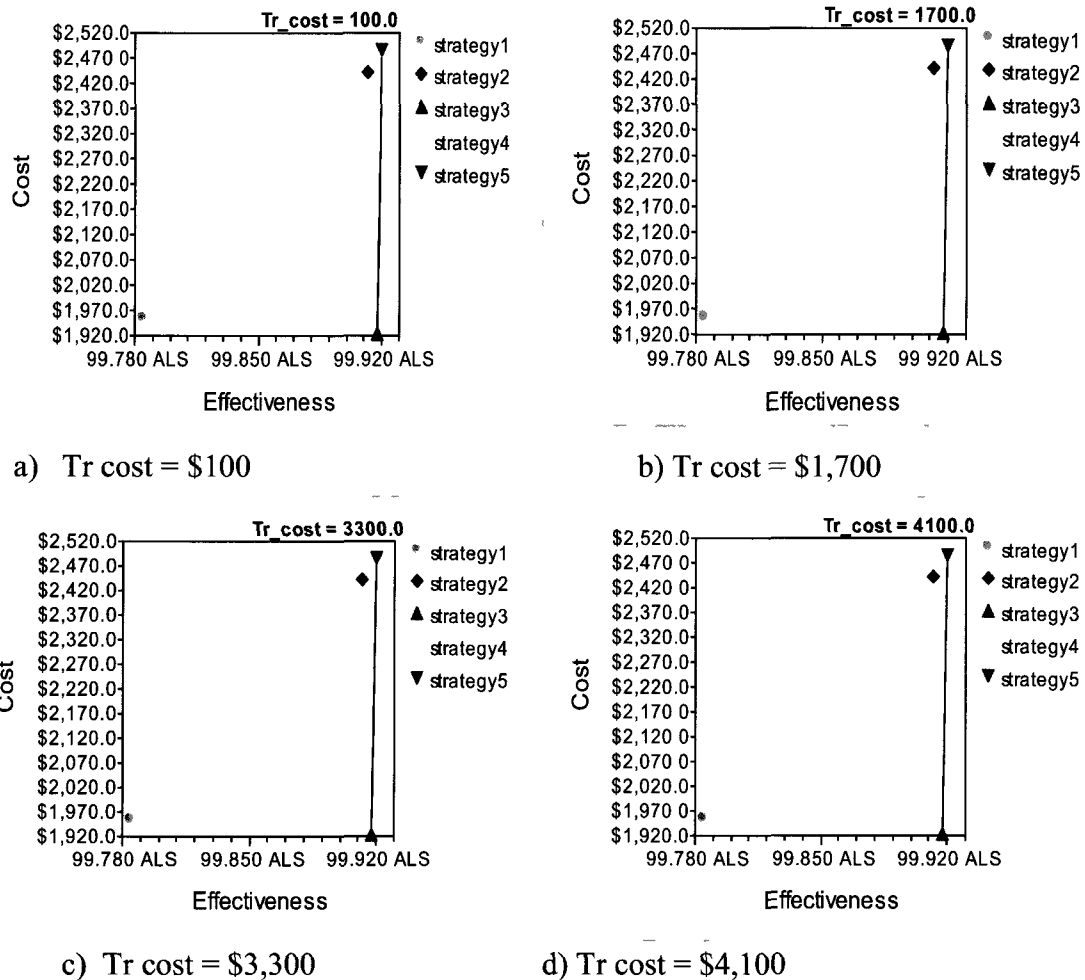 Tr_cost = 100.0
$2,520.0
$2,470.0
$2,420.0
$2,370.0
$2,320.0
$2,270.0
$2,220.0
$2,170.0
$2,120.0
$2,070.0
$2,020.0
$1,970.0
$1,920.0
Cost
99.780 ALS 99.850 ALS 99.920 ALS
Effectiveness
strategy1
strategy2
strategy3
strategy4
strategy5
a) Tr cost = $100
Tr_cost = 1700.0
$2,520.0
$2,470.0
$2,420.0
$2,370.0
$2,320.0
$2,270.0
$2,220.0
$2,170.0
$2,120.0
$2,070.0
$2,020.0
$1,970.0
$1,920.0
Cost
99.780 ALS 99.850 ALS 99 920 ALS
Effectiveness
strategy1
strategy2
strategy3
strategy4
strategy5
b) Tr cost = $1,700
Tr_cost = 3300.0
$2,520.0
$2,470.0
$2,420.0
$2,370.0
$2,320.0
$2,270.0
$2,220.0
$2,170.0
$2,120.0
$2,070.0
$2,020.0
$1,970.0
$1,920.0
Cost
99.780 ALS 99.850 ALS 99.920 ALS
Effectiveness
strategy1
strategy2
strategy3
strategy4
strategy5
c) Tr cost = $3,300
Tr_cost = 4100.0
$2,520.0
$2,470.0
$2,420.0
$2,370.0
$2,320.0
$2,270.0
$2,220.0
$2,170 0
$2,100 0
$2,070.0
$2,020.0
$1,970.0
$1,920.0
Cost
99.780 ALS 99.850 ALS 99.920 ALS
Effectiveness
strategy1
strategy2
strategy3
strategy4
strategy5
d) Tr cost = $4,100